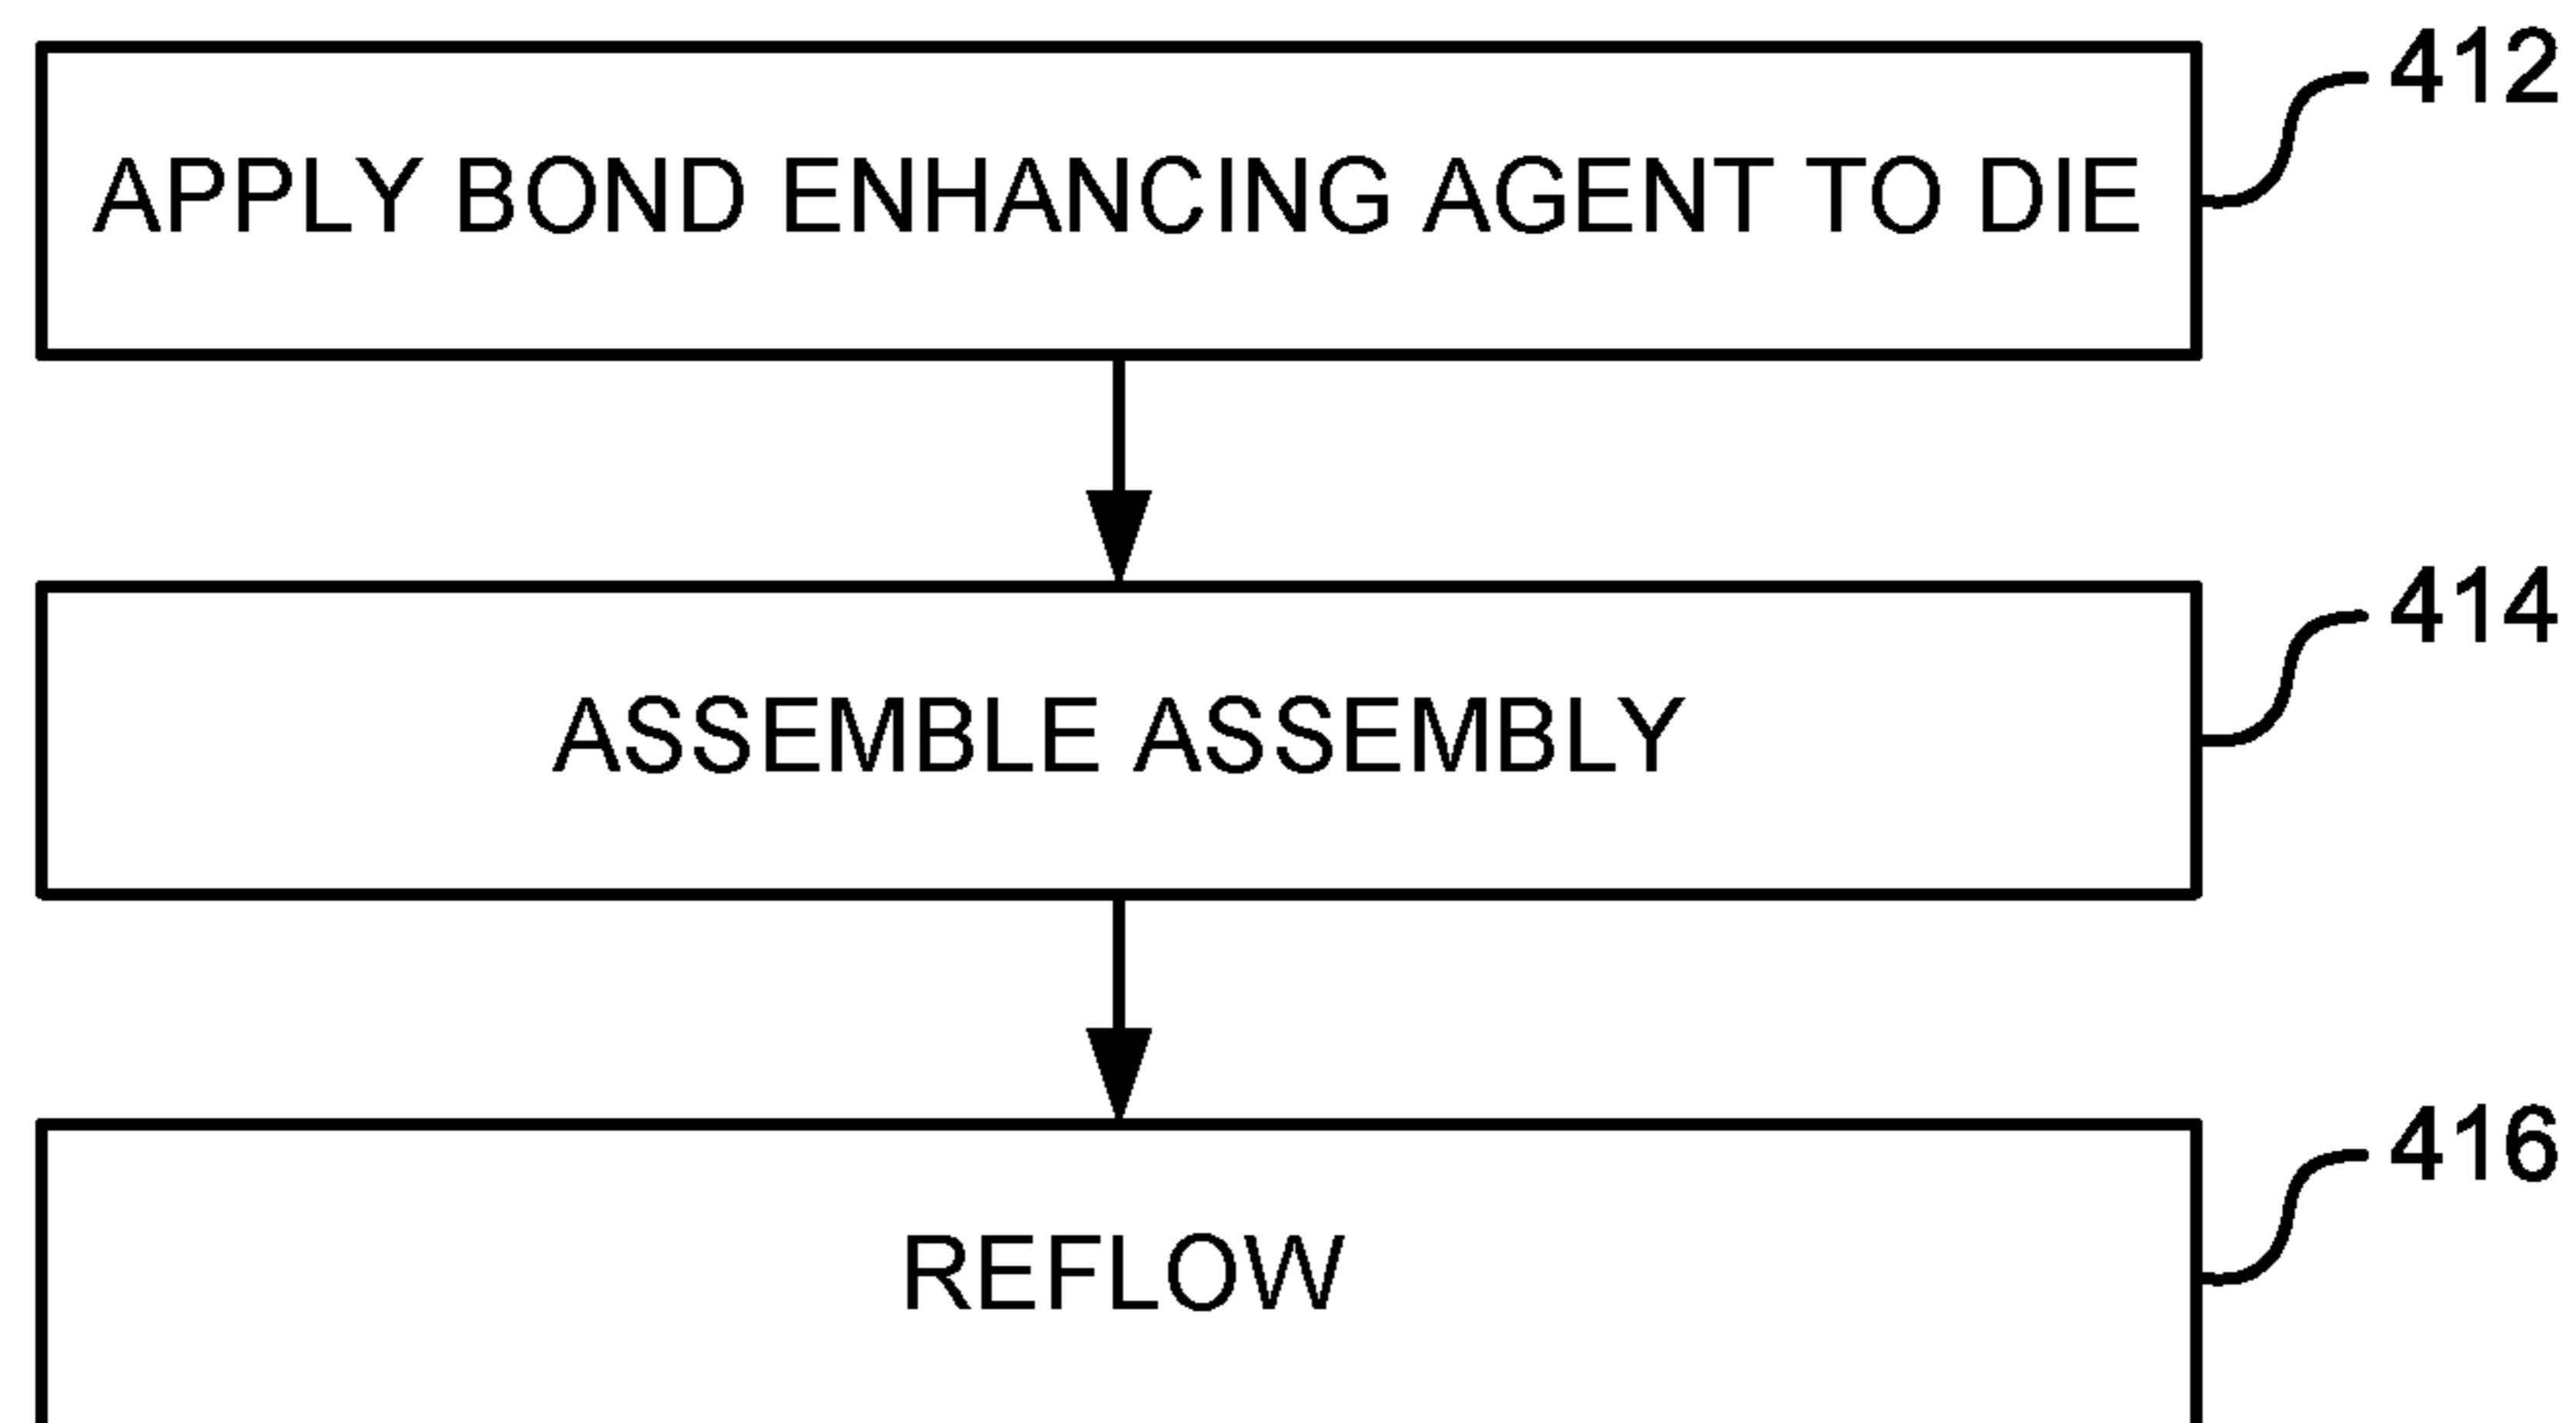 412
APPLY BOND ENHANCING AGENT TO DIE
414
ASSEMBLE ASSEMBLY
416
REFLOW